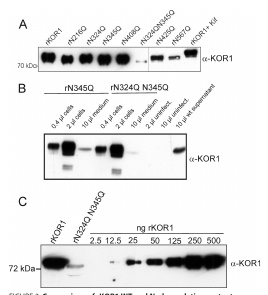 A
rKOR1
rN216Q
rN324Q
rN345Q
rN408Q
rN324QN345Q
rN425Q
rN567Q
rKOR1+ Kif
70 kDa
α-KOR1
B
rN345Q
rN324Q N345Q
0.4 µl cells
2 µl cells
10 µl medium
0.4 µl cells
2 µl cells
10 µl medium
2 µl uninfect.
10 µl uninfect.
10 µl wt supernatant
α-KOR1
C
rKOR1
rN324Q N345Q
ng rKOR1
2.5 12.5 25 50 125 250 500
72 kDa
α-KOR1